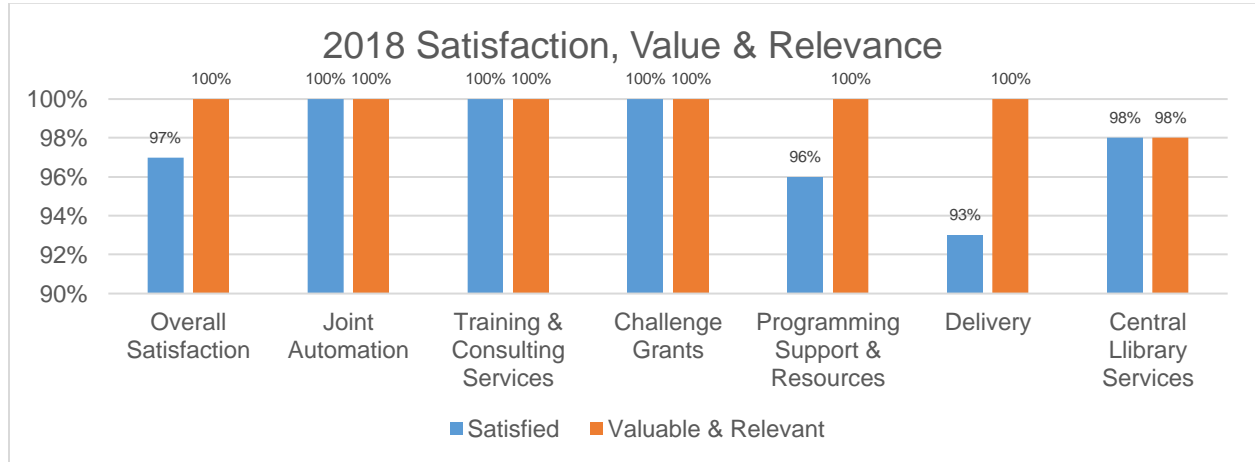 2018 Satisfaction, Value & Relevance
100% 100% 100% 100% 100% 100% 100% 100% 100%
100%
98% 97% 98% 98%
96% 96%
94% 93%
92%
90%
Overall Joint Training & Challenge Programming Delivery Central
Satisfaction Automation Consulting Grants Support & Llibrary
Services Resources Services
Satisfied Valuable & Relevant